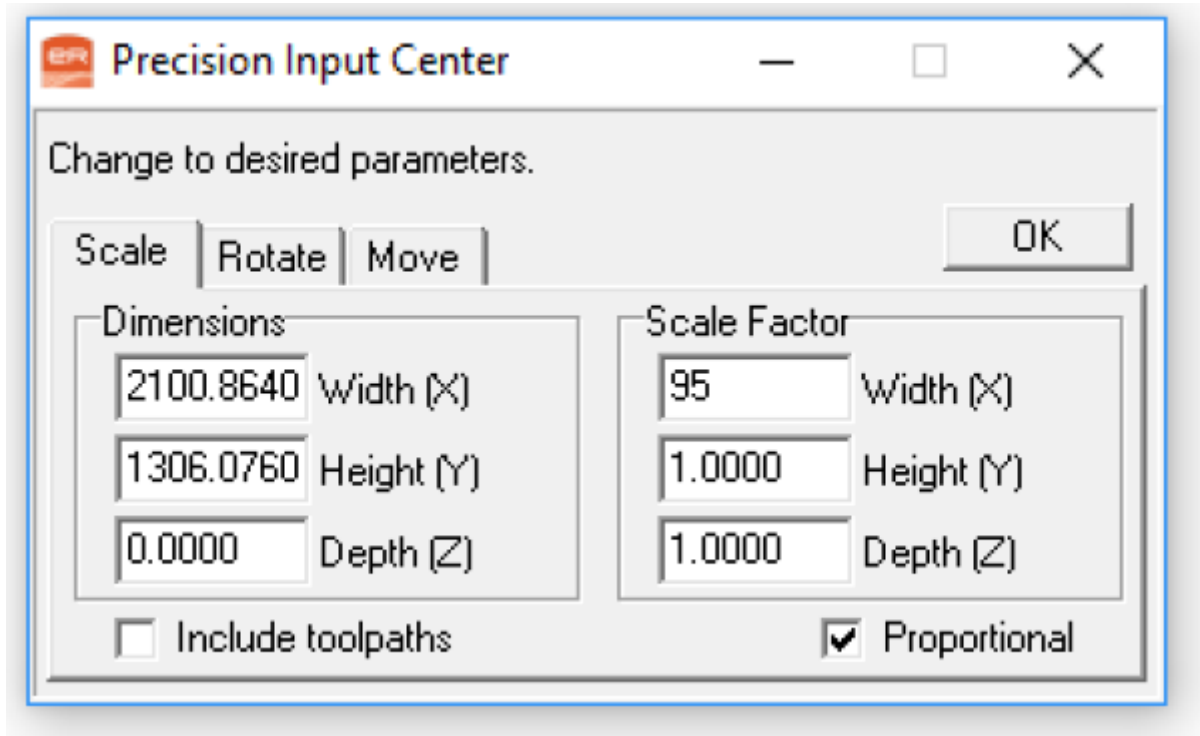 eR Precision Input Center
Change to desired parameters.
OK
Scale Rotate Move
Dimensions
2100.8640 Width (X)
1306.0760 Height (Y)
0.0000 Depth (Z)
Scale Factor
95 Width (X)
1.0000 Height (Y)
1.0000 Depth (Z)
Include toolpaths
Proportional